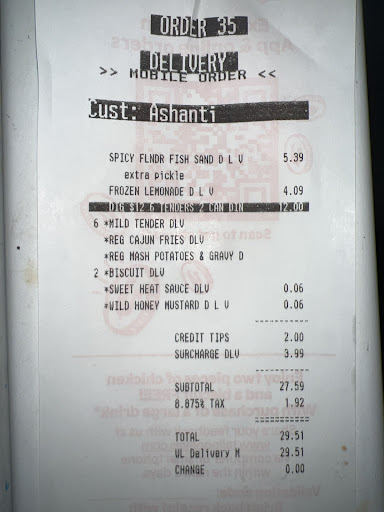 ORDER 35
DELIVERY
>> MOBILE ORDER <<
Cust: Ashanti
SPICY FLNDR FISH SAND D L V 5.39
extra pickle
FROZEN LEMONADE D L V 4.09
DIG $12 6 TENDERS 2 CAN DIN 12.00
6 *MILD TENDER DLV
*REG CAJUN FRIES DLV
*REG MASH POTATOES & GRAVY D
2 *BISCUIT DLV
*SWEET HEAT SAUCE DLV 0.06
*WILD HONEY MUSTARD D L V 0.06
CREDIT TIPS 2.00
SURCHARGE DLV 3.99
SUBTOTAL 27.59
8.875% TAX 1.92
TOTAL 29.51
VL Delivery M 29.51
CHANGE 0.00